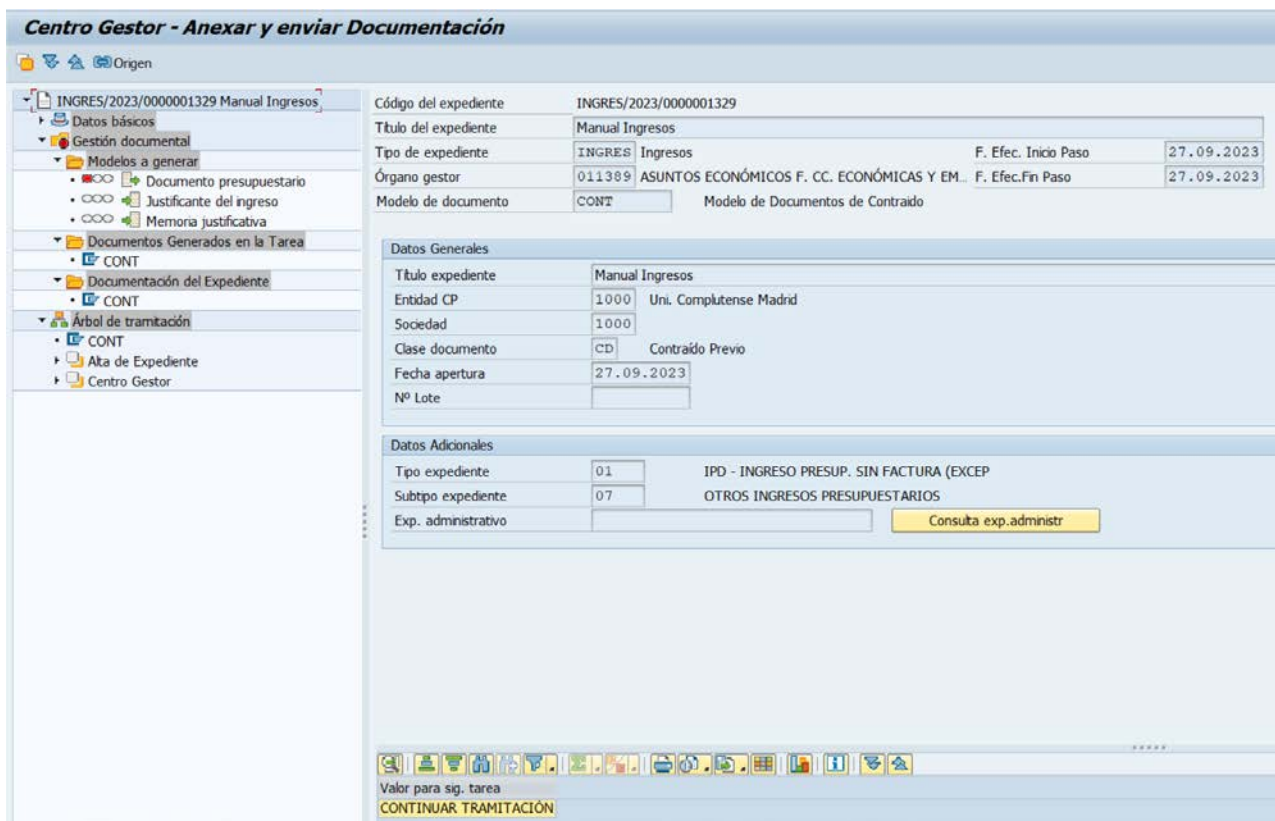 Centro Gestor - Anexar y enviar Documentación
Origen
INGRES/2023/0000001329 Manual Ingresos
Datos básicos
Gestión documental
Modelos a generar
Documento presupuestario
Justificante del ingreso
Memoria justificativa
Documentos Generados en la Tarea
CONT
Documentación del Expediente
CONT
Árbol de tramitación
CONT
Alta de Expediente
Centro Gestor
Código del expediente INGRES/2023/0000001329
Título del expediente Manual Ingresos
Tipo de expediente INGRES Ingresos F. Efec. Inicio Paso 27.09.2023
Órgano gestor 011389 ASUNTOS ECONÓMICOS F. CC. ECONÓMICAS Y EM... F. Efec.Fin Paso 27.09.2023
Modelo de documento CONT Modelo de Documentos de Contraido
Datos Generales
Título expediente Manual Ingresos
Entidad CP 1000 Uni. Complutense Madrid
Sociedad 1000
Clase documento CD Contraído Previo
Fecha apertura 27.09.2023
Nº Lote
Datos Adicionales
Tipo expediente 01 IPD - INGRESO PRESUP. SIN FACTURA (EXCEP
Subtipo expediente 07 OTROS INGRESOS PRESUPUESTARIOS
Exp. administrativo Consulta exp.administr
Valor para sig. tarea
CONTINUAR TRAMITACIÓN